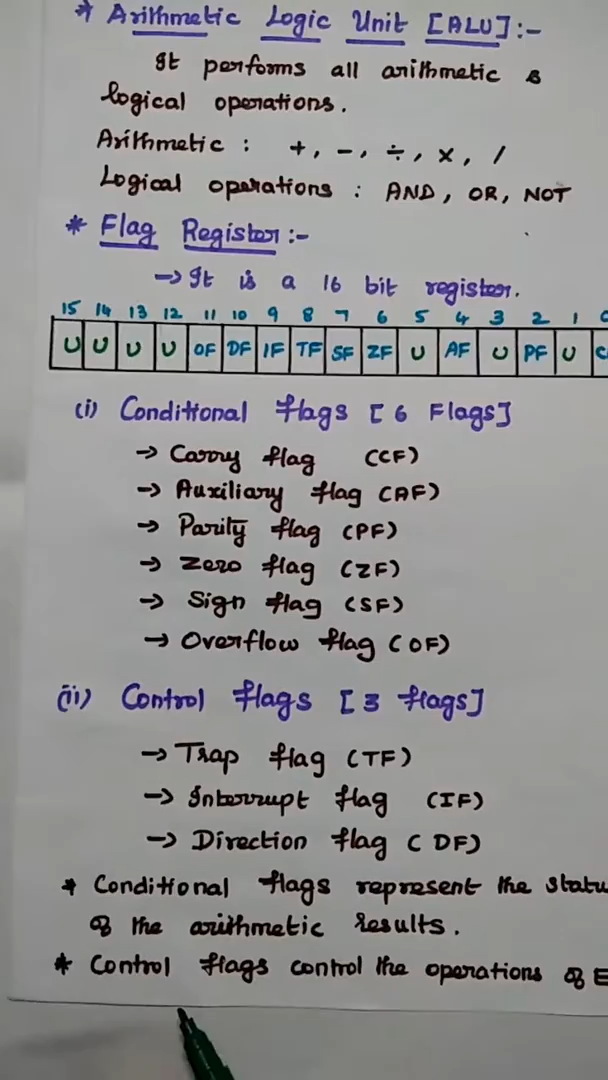 * Arithmetic Logic Unit [ALU]:-
It performs all arithmetic &
logical operations.
Arithmetic : +, -, ÷, ×, /
Logical operations : AND, OR, NOT
* Flag Register:-
→ It is a 16 bit register.
15 14 13 12 11 10 9 8 7 6 5 4 3 2 1
U U U U OF DF IF TF SF ZF U AF U PF U
(i) Conditional flags [6 Flags]
→ Carry flag (CF)
→ Auxiliary flag (AF)
→ Parity flag (PF)
→ Zero flag (ZF)
→ Sign flag (SF)
→ Overflow flag (OF)
(ii) Control flags [3 flags]
→ Trap flag (TF)
→ Interrupt flag (IF)
→ Direction flag (DF)
* Conditional flags represent the statu
of the arithmetic results.
* Control flags control the operations of E